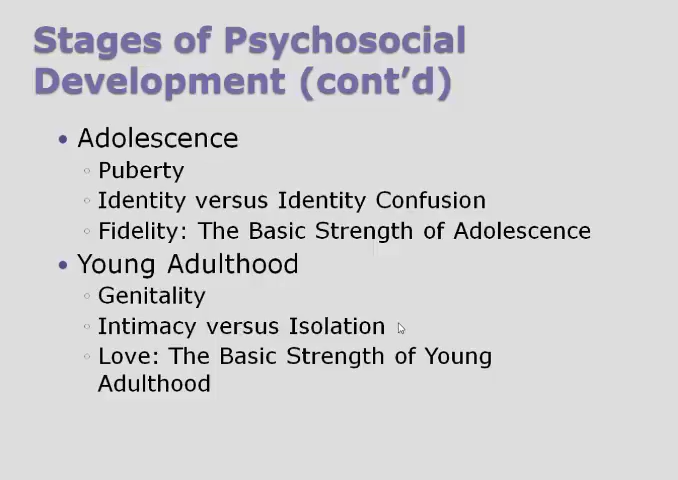 Stages of Psychosocial
Development (cont’d)
• Adolescence
◦ Puberty
◦ Identity versus Identity Confusion
◦ Fidelity: The Basic Strength of Adolescence
• Young Adulthood
◦ Genitality
◦ Intimacy versus Isolation
◦ Love: The Basic Strength of Young
Adulthood